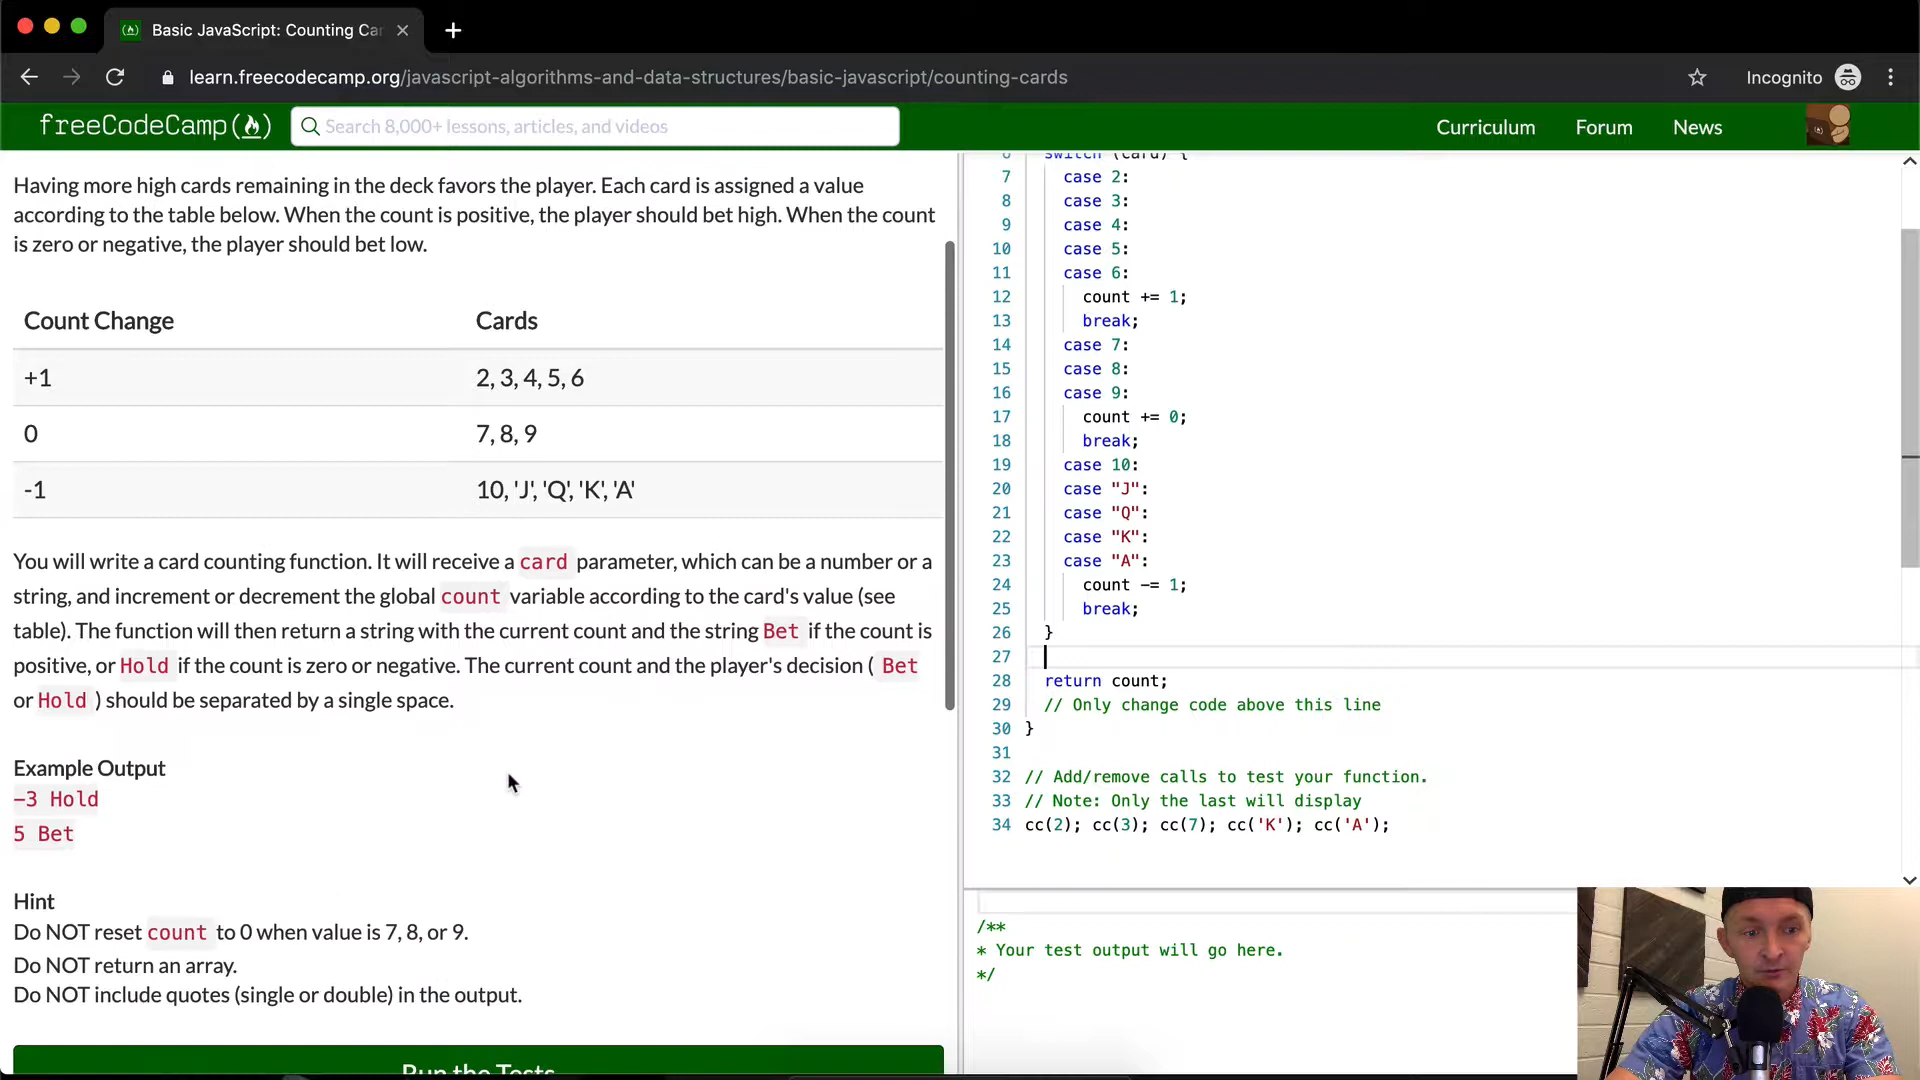 Basic JavaScript: Counting Car
learn.freecodecamp.org/javascript-algorithms-and-data-structures/basic-javascript/counting-cards
Incognito
freeCodeCamp
Search 8,000+ lessons, articles, and videos
Curriculum
Forum
News
Having more high cards remaining in the deck favors the player. Each card is assigned a value
according to the table below. When the count is positive, the player should bet high. When the count
is zero or negative, the player should bet low.
Count Change Cards
+1 2, 3, 4, 5, 6
0 7, 8, 9
-1 10, 'J', 'Q', 'K', 'A'
You will write a card counting function. It will receive a card parameter, which can be a number or a
string, and increment or decrement the global count variable according to the card's value (see
table). The function will then return a string with the current count and the string Bet if the count is
positive, or Hold if the count is zero or negative. The current count and the player's decision ( Bet
or Hold ) should be separated by a single space.
Example Output
-3 Hold
5 Bet
Hint
Do NOT reset count to 0 when value is 7, 8, or 9.
Do NOT return an array.
Do NOT include quotes (single or double) in the output.
Run the Tests
6 switch (card) {
7 case 2:
8 case 3:
9 case 4:
10 case 5:
11 case 6:
12 count += 1;
13 break;
14 case 7:
15 case 8:
16 case 9:
17 count += 0;
18 break;
19 case 10:
20 case "J":
21 case "Q":
22 case "K":
23 case "A":
24 count -= 1;
25 break;
26 }
27
28 return count;
29 // Only change code above this line
30 }
31
32 // Add/remove calls to test your function.
33 // Note: Only the last will display
34 cc(2); cc(3); cc(7); cc('K'); cc('A');
/**
* Your test output will go here.
*/